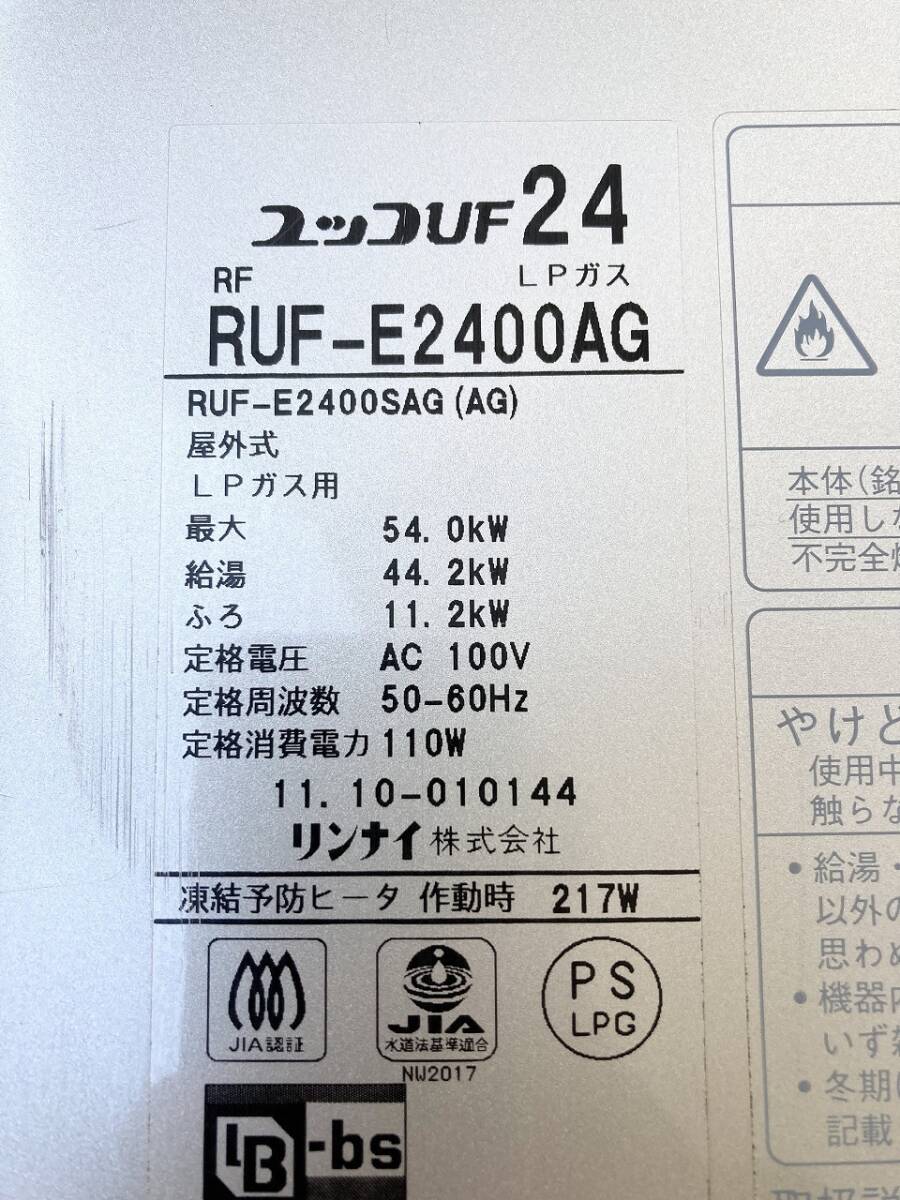 ユッコUF 24
RF LPガス
RUF-E2400AG
RUF-E2400SAG (AG)
屋外式
LPガス用
最大 54.0kW
給湯 44.2kW
ふろ 11.2kW
定格電圧 AC 100V
定格周波数 50-60Hz
定格消費電力 110W
11.10-010144
リンナイ株式会社
凍結予防ヒータ 作動時 217W
JIA認証
JIA
水道法基準適合
NW2017
PS
LPG
BL-bs
本体(銘
使用しな
不完全燃
やけど
使用中
触らな
・給湯・
以外の
思わぬ
・機器内
いず
・冬期に
記載
取扱説